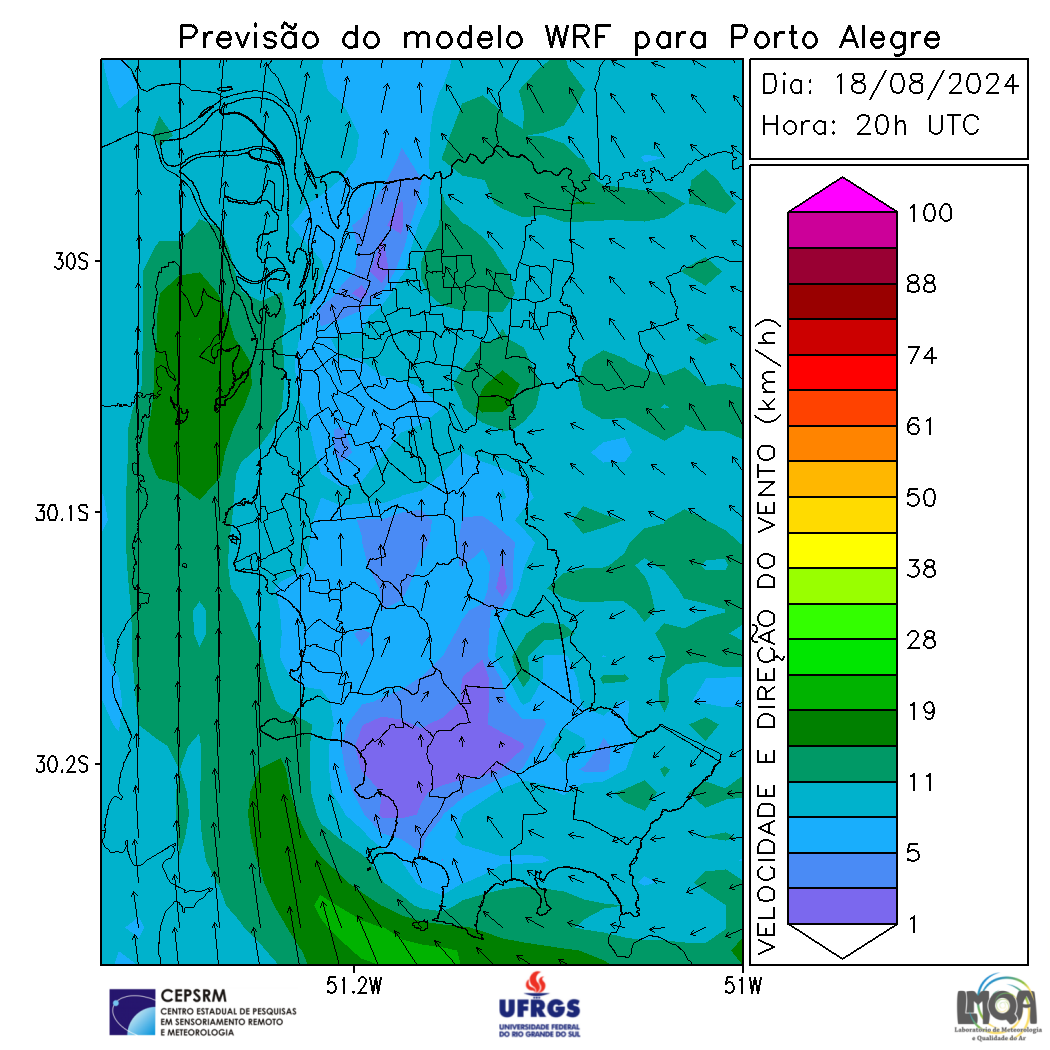 Previsão do modelo WRF para Porto Alegre
Dia: 18/08/2024
Hora: 20h UTC
30S
30.1S
30.2S
51.2W
51W
VELOCIDADE E DIREÇÃO DO VENTO (km/h)
100
88
74
61
50
38
28
19
11
5
1
CEPSRM
CENTRO ESTADUAL DE PESQUISAS
EM SENSORIAMENTO REMOTO
E METEOROLOGIA
UFRGS
UNIVERSIDADE FEDERAL
DO RIO GRANDE DO SUL
LMQA
Laboratório de Meteorologia
e Qualidade do Ar